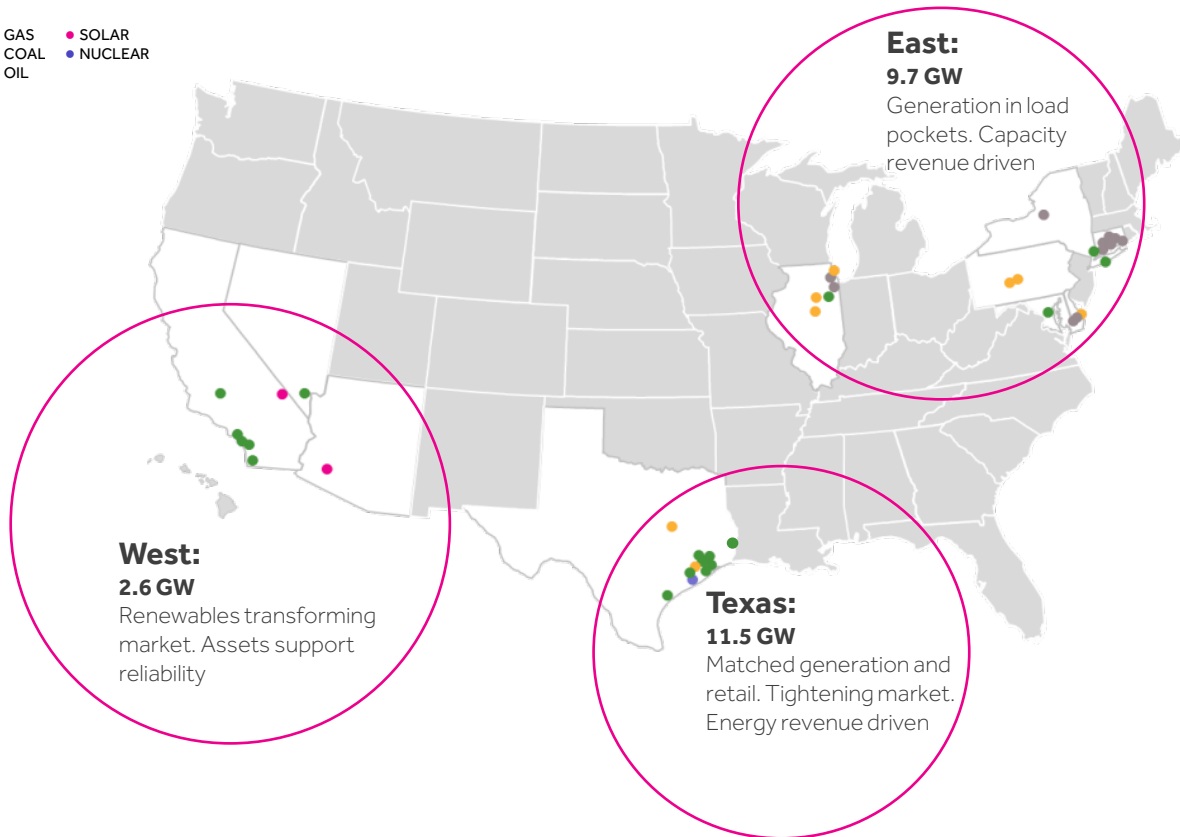 GAS SOLAR
COAL NUCLEAR
OIL
East:
9.7 GW
Generation in load
pockets. Capacity
revenue driven
West:
2.6 GW
Renewables transforming
market. Assets support
reliability
Texas:
11.5 GW
Matched generation and
retail. Tightening market.
Energy revenue driven